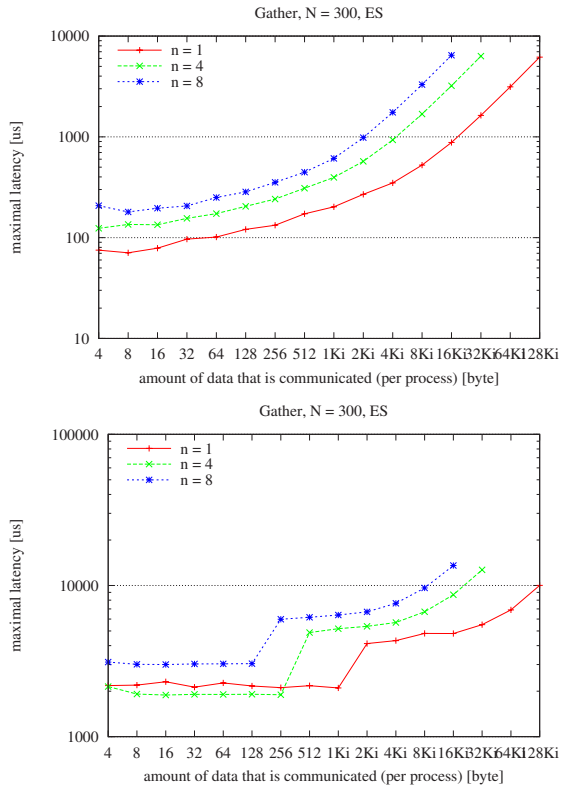 Gather, N = 300, ES
10000
1000
100
10
maximal latency [us]
n = 1
n = 4
n = 8
4 8 16 32 64 128 256 512 1Ki 2Ki 4Ki 8Ki 16Ki 32Ki 64Ki 128Ki
amount of data that is communicated (per process) [byte]
Gather, N = 300, ES
100000
10000
1000
maximal latency [us]
n = 1
n = 4
n = 8
4 8 16 32 64 128 256 512 1Ki 2Ki 4Ki 8Ki 16Ki 32Ki 64Ki 128Ki
amount of data that is communicated (per process) [byte]